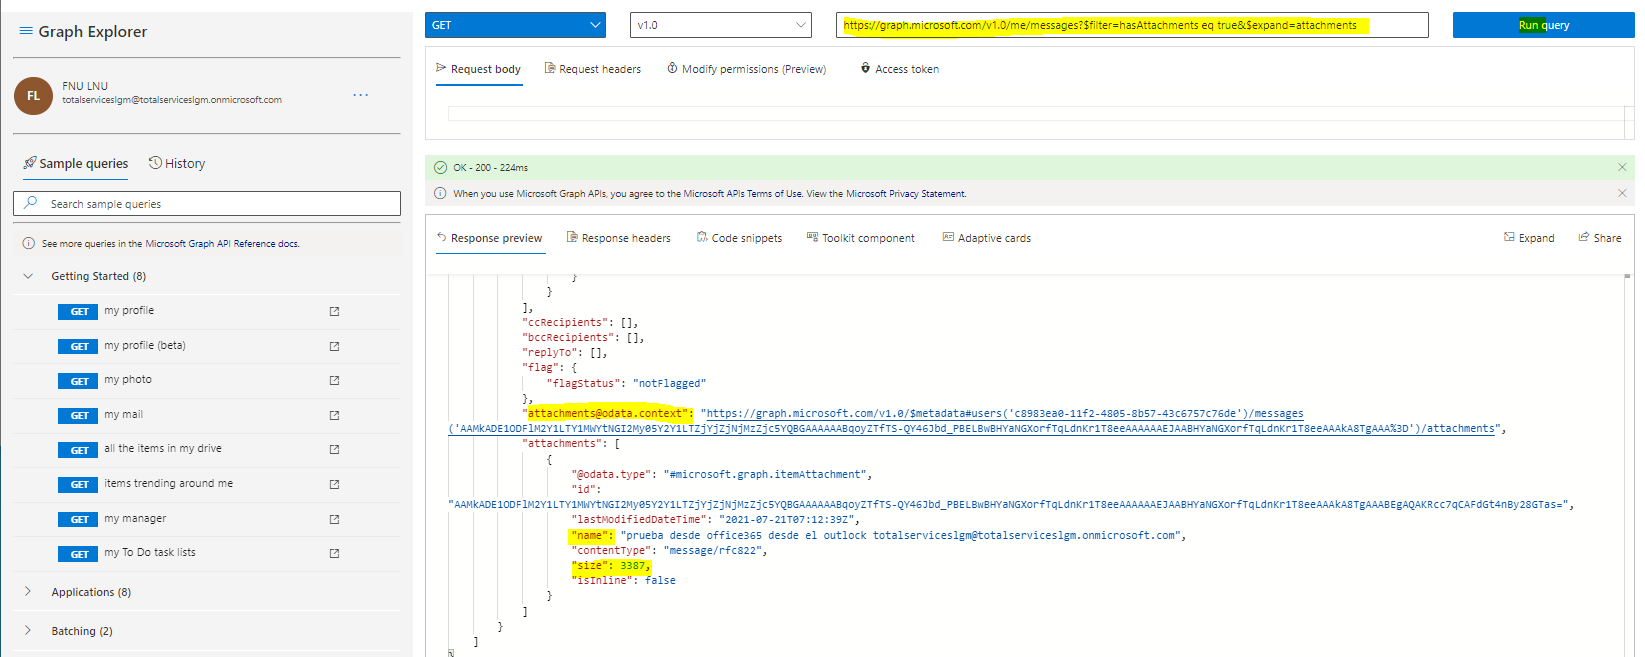 Graph Explorer
FL
FNU LNU
totalserviceslgm@totalserviceslgm.onmicrosoft.com
...
Sample queries
History
Search sample queries
See more queries in the Microsoft Graph API Reference docs.
Getting Started (8)
GET my profile
GET my profile (beta)
GET my photo
GET my mail
GET all the items in my drive
GET items trending around me
GET my manager
GET my To Do task lists
Applications (8)
Batching (2)
GET
v1.0
https://graph.microsoft.com/v1.0/me/messages?$filter=hasAttachments eq true&$expand=attachments
Run query
Request body
Request headers
Modify permissions (Preview)
Access token
OK - 200 - 224ms
When you use Microsoft Graph APIs, you agree to the Microsoft APIs Terms of Use. View the Microsoft Privacy Statement.
Response preview
Response headers
Code snippets
Toolkit component
Adaptive cards
Expand
Share
}
}
],
"ccRecipients": [],
"bccRecipients": [],
"replyTo": [],
"flag": {
"flagStatus": "notFlagged"
},
"attachments@odata.context": "https://graph.microsoft.com/v1.0/$metadata#users('c8983ea0-11f2-4805-8b57-43c6757c76de')/messages
('AAMkADE1ODFlM2Y1LTY1MWYtNGI2My05Y2Y1LTZjYjZjNjMzZjc5YQBGAAAAAABqoyZTfTS-QY46Jbd_PBELBwBHYaNGXorfTqLdnKr1T8eeAAAAAAEJAABHYaNGXorfTqLdnKr1T8eeAAAkA8TgAAA%3D')/attachments",
"attachments": [
{
"@odata.type": "#microsoft.graph.itemAttachment",
"id":
"AAMkADE1ODFlM2Y1LTY1MWYtNGI2My05Y2Y1LTZjYjZjNjMzZjc5YQBGAAAAAABqoyZTfTS-QY46Jbd_PBELBwBHYaNGXorfTqLdnKr1T8eeAAAAAAEJAABHYaNGXorfTqLdnKr1T8eeAAAkA8TgAAABEgAQAKRcc7qCAFdGt4nBy28GTas=",
"lastModifiedDateTime": "2021-07-21T07:12:39Z",
"name": "prueba desde office365 desde el outlock totalserviceslgm@totalserviceslgm.onmicrosoft.com",
"contentType": "message/rfc822",
"size": 3387,
"isInline": false
}
]
}
]
}